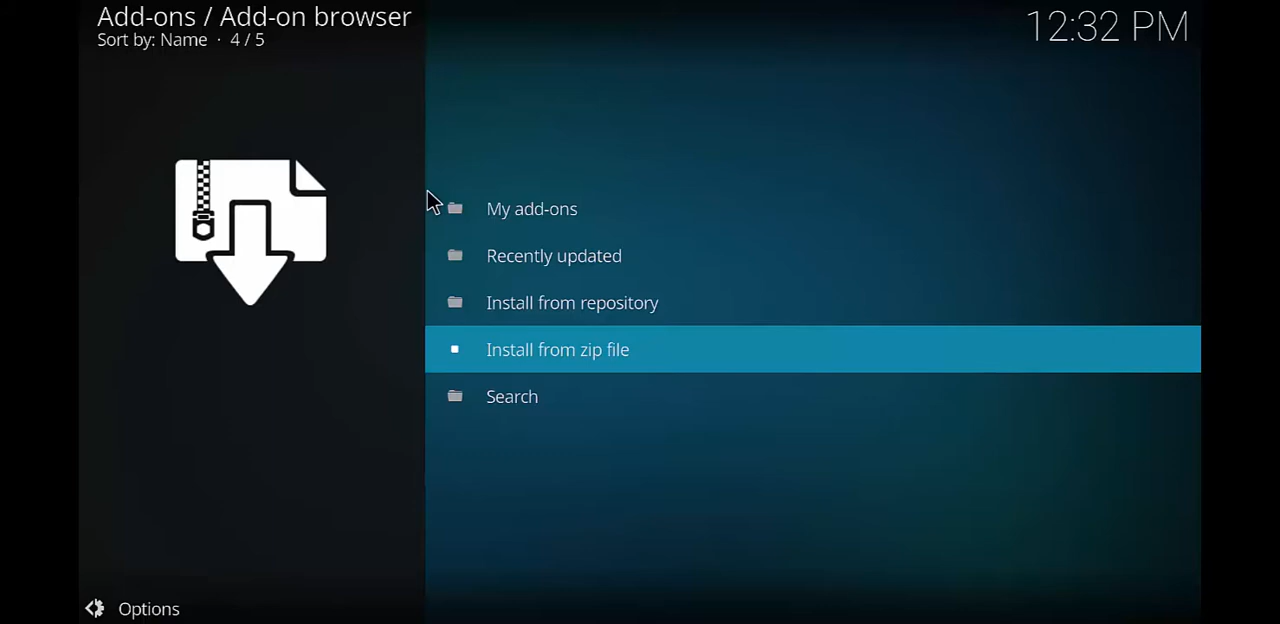 Add-ons / Add-on browser
Sort by: Name · 4 / 5
12:32 PM
My add-ons
Recently updated
Install from repository
Install from zip file
Search
Options